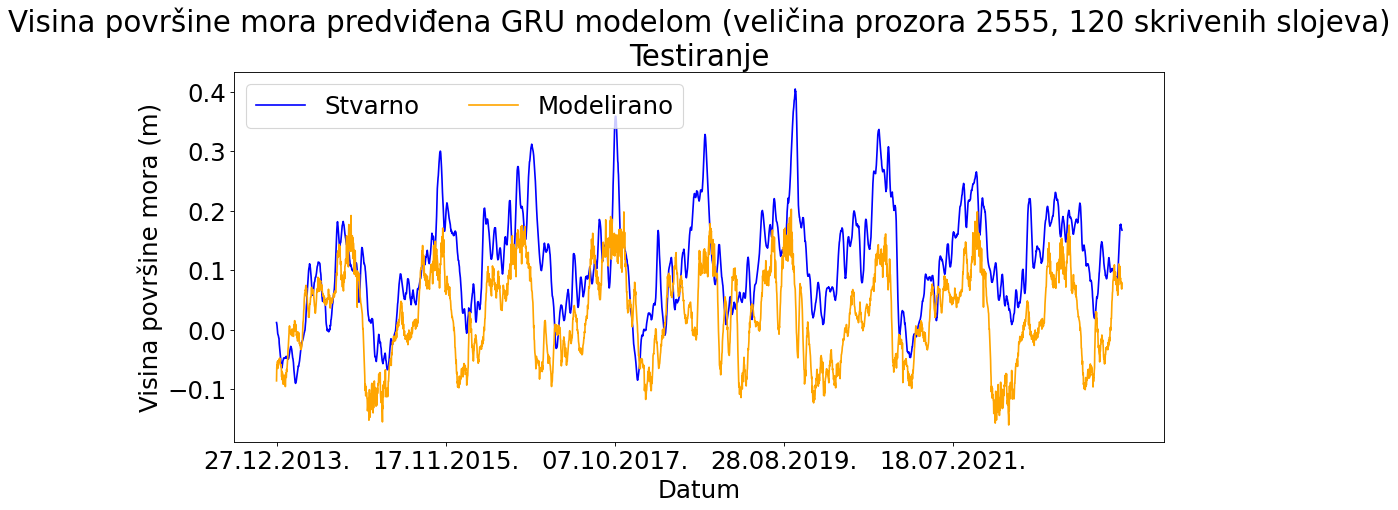 Visina površine mora predviđena GRU modelom (veličina prozora 2555, 120 skrivenih slojeva)
Testiranje
Stvarno Modelirano
Visina površine mora (m)
0.4
0.3
0.2
0.1
0.0
−0.1
27.12.2013. 17.11.2015. 07.10.2017. 28.08.2019. 18.07.2021.
Datum